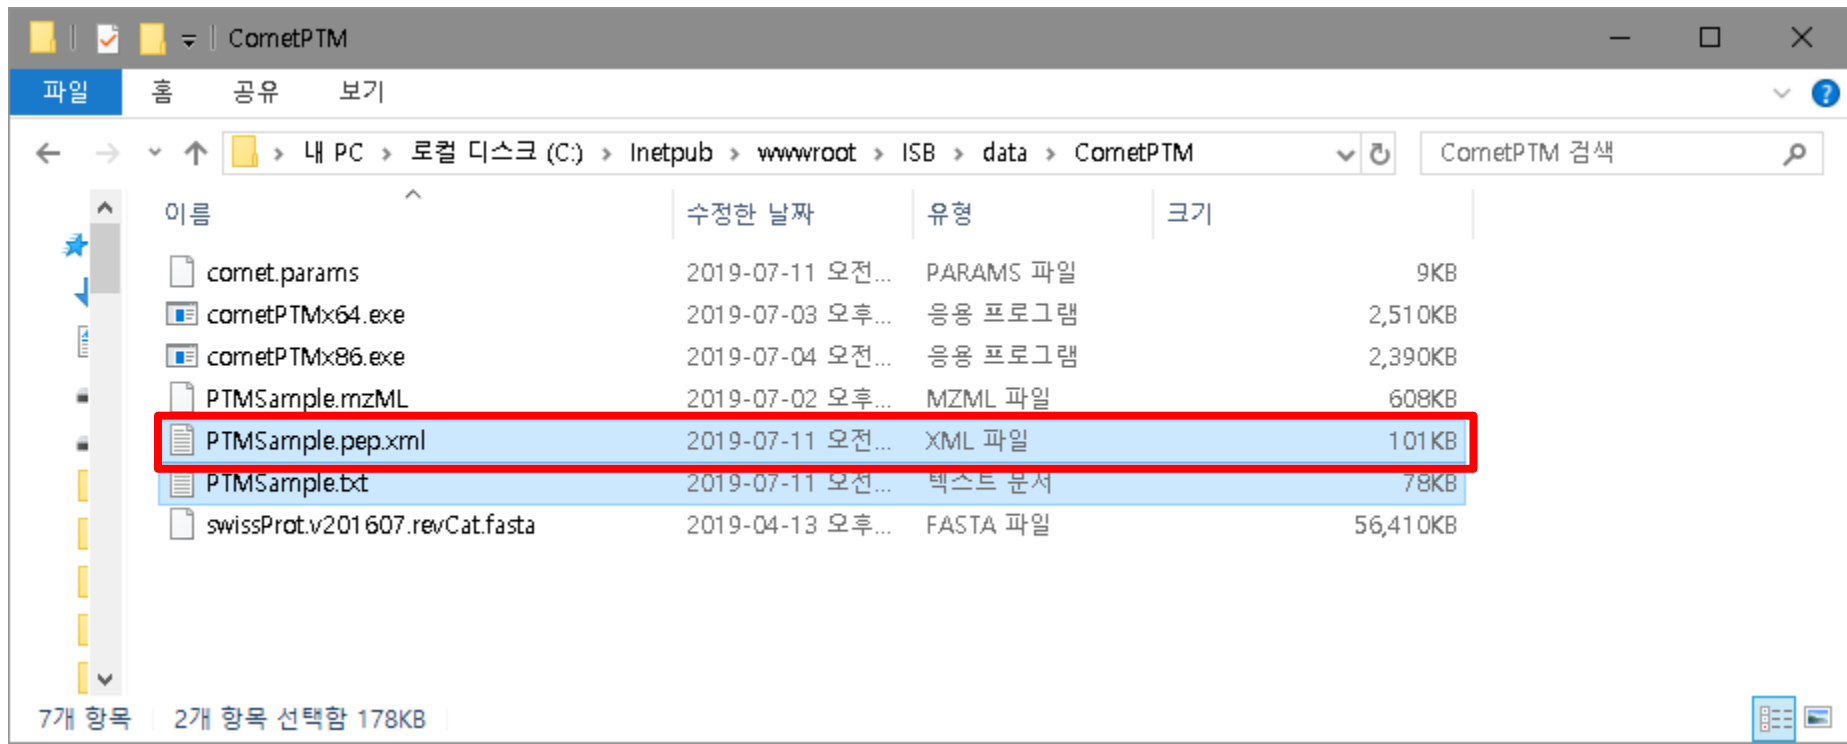 CometPTM
파일 홈 공유 보기
내 PC > 로컬 디스크 (C:) > Inetpub > wwwroot > ISB > data > CometPTM
CometPTM 검색
이름 수정한 날짜 유형 크기
comet.params 2019-07-11 오전... PARAMS 파일 9KB
cometPTMx64.exe 2019-07-03 오후... 응용 프로그램 2,510KB
cometPTMx86.exe 2019-07-04 오전... 응용 프로그램 2,390KB
PTMSample.mzML 2019-07-02 오후... MZML 파일 608KB
PTMSample.pep.xml 2019-07-11 오전... XML 파일 101KB
PTMSample.txt 2019-07-11 오전... 텍스트 문서 78KB
swissProt.v201607.revCat.fasta 2019-04-13 오후... FASTA 파일 56,410KB
7개 항목 2개 항목 선택함 178KB